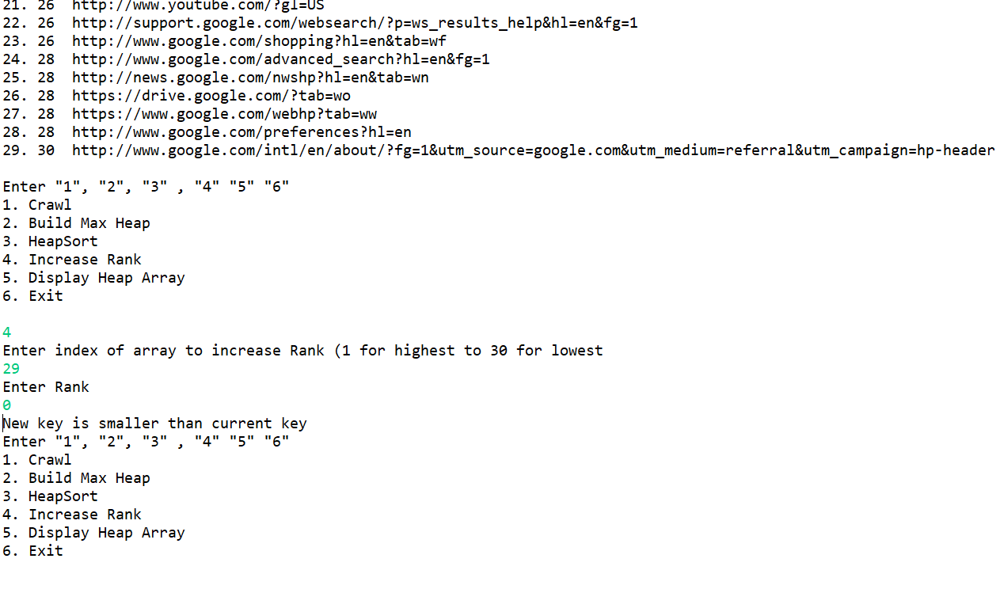 21. 26 http://www.youtube.com/?gl=US
22. 26 http://support.google.com/websearch/?p=ws_results_help&hl=en&fg=1
23. 26 http://www.google.com/shopping?hl=en&tab=wf
24. 28 http://www.google.com/advanced_search?hl=en&fg=1
25. 28 http://news.google.com/nwshp?hl=en&tab=wn
26. 28 https://drive.google.com/?tab=wo
27. 28 https://www.google.com/webhp?tab=ww
28. 28 http://www.google.com/preferences?hl=en
29. 30 http://www.google.com/intl/en/about/?fg=1&utm_source=google.com&utm_medium=referral&utm_campaign=hp-header
Enter "1", "2", "3" , "4" "5" "6"
1. Crawl
2. Build Max Heap
3. HeapSort
4. Increase Rank
5. Display Heap Array
6. Exit
4
Enter index of array to increase Rank (1 for highest to 30 for lowest
29
Enter Rank
0
New key is smaller than current key
Enter "1", "2", "3" , "4" "5" "6"
1. Crawl
2. Build Max Heap
3. HeapSort
4. Increase Rank
5. Display Heap Array
6. Exit